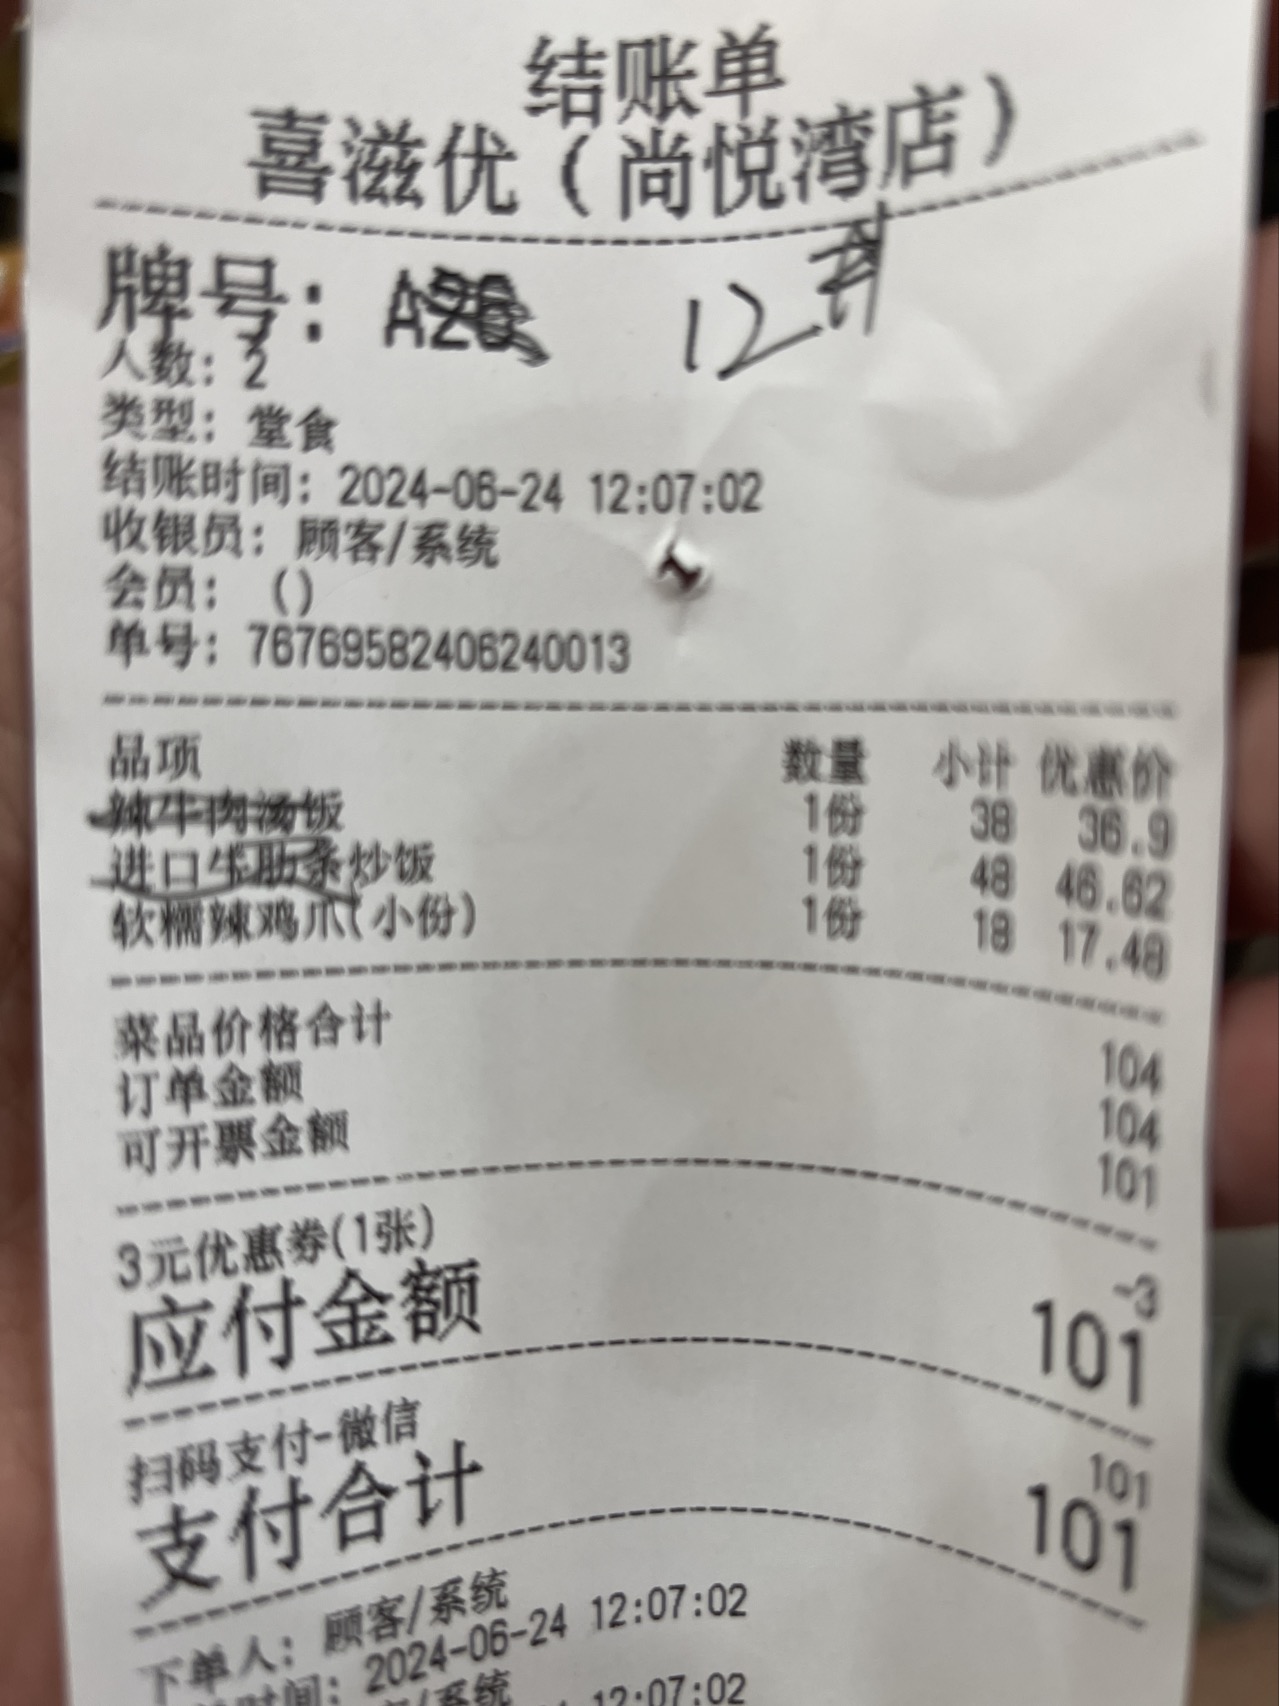 结账单
喜滋优（尚悦湾店）
牌号：A26 12
人数：2
类型：堂食
结账时间：2024-06-24 12:07:02
收银员：顾客/系统
会员：()
单号：76769582406240013
品项 数量 小计 优惠价
辣牛肉汤饭 1份 38 36.9
进口牛肋条炒饭 1份 48 46.62
软糯辣鸡爪(小份) 1份 18 17.48
菜品价格合计 104
订单金额 104
可开票金额 101
3元优惠券(1张) -3
应付金额 101
扫码支付-微信 101
支付合计 101
下单人：顾客/系统
时间：2024-06-24 12:07:02
/系统
12:07:02